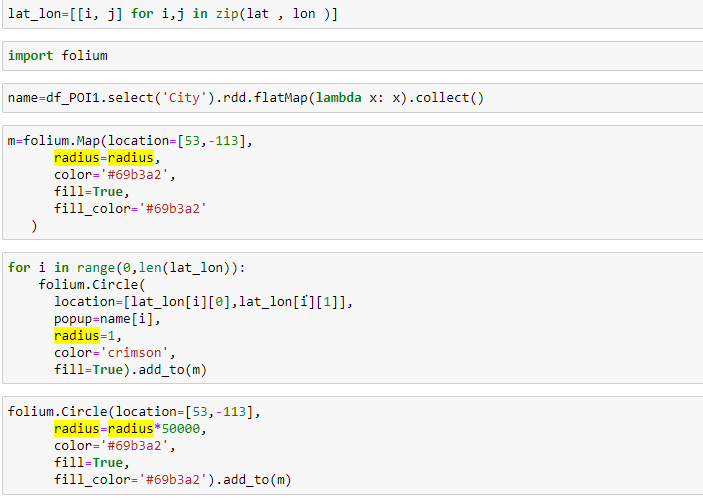 lat_lon=[[i, j] for i,j in zip(lat , lon )]
import folium
name=df_POI1.select('City').rdd.flatMap(lambda x: x).collect()
m=folium.Map(location=[53,-113],
radius=radius,
color='#69b3a2',
fill=True,
fill_color='#69b3a2'
)
for i in range(0,len(lat_lon)):
folium.Circle(
location=[lat_lon[i][0],lat_lon[i][1]],
popup=name[i],
radius=1,
color='crimson',
fill=True).add_to(m)
folium.Circle(location=[53,-113],
radius=radius*50000,
color='#69b3a2',
fill=True,
fill_color='#69b3a2').add_to(m)